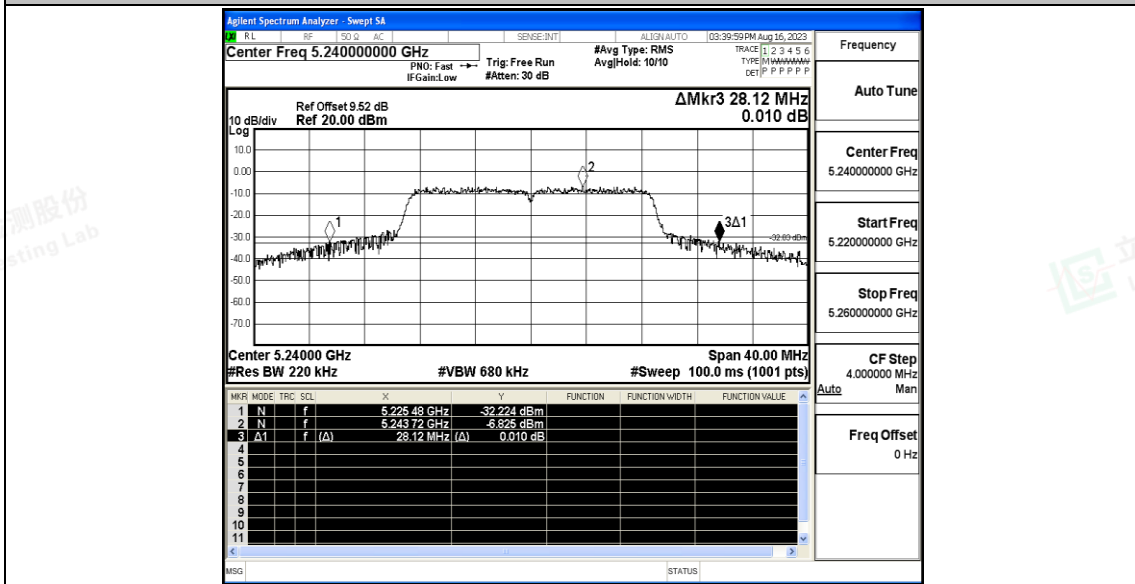 Agilent Spectrum Analyzer - Swept SA
RL RF 50 Ω AC SENSE:INT ALIGN AUTO 03:39:59 PM Aug 16, 2023
Center Freq 5.240000000 GHz
PNO: Fast
IFGain:Low
Trig: Free Run
#Atten: 30 dB
#Avg Type: RMS
Avg|Hold: 10/10
TRACE 1 2 3 4 5 6
TYPE M W W W W W
DET P P P P P P
Ref Offset 9.52 dB
10 dB/div Ref 20.00 dBm
Log
ΔMkr3 28.12 MHz
0.010 dB
10.0
0.00
-10.0
-20.0
-30.0
-40.0
-50.0
-60.0
-70.0
1
2
3Δ1
Center 5.24000 GHz Span 40.00 MHz
#Res BW 220 kHz #VBW 680 kHz #Sweep 100.0 ms (1001 pts)
MKR MODE TRC SCL X Y FUNCTION FUNCTION WIDTH FUNCTION VALUE
1 N f 5.225 48 GHz -32.224 dBm
2 N f 5.243 72 GHz -6.825 dBm
3 Δ1 f (Δ) 28.12 MHz (Δ) 0.010 dB
4
5
6
7
8
9
10
11
MSG STATUS
Frequency
Auto Tune
Center Freq
5.240000000 GHz
Start Freq
5.220000000 GHz
Stop Freq
5.260000000 GHz
CF Step
4.000000 MHz
Auto Man
Freq Offset
0 Hz
测股份
sting Lab
立